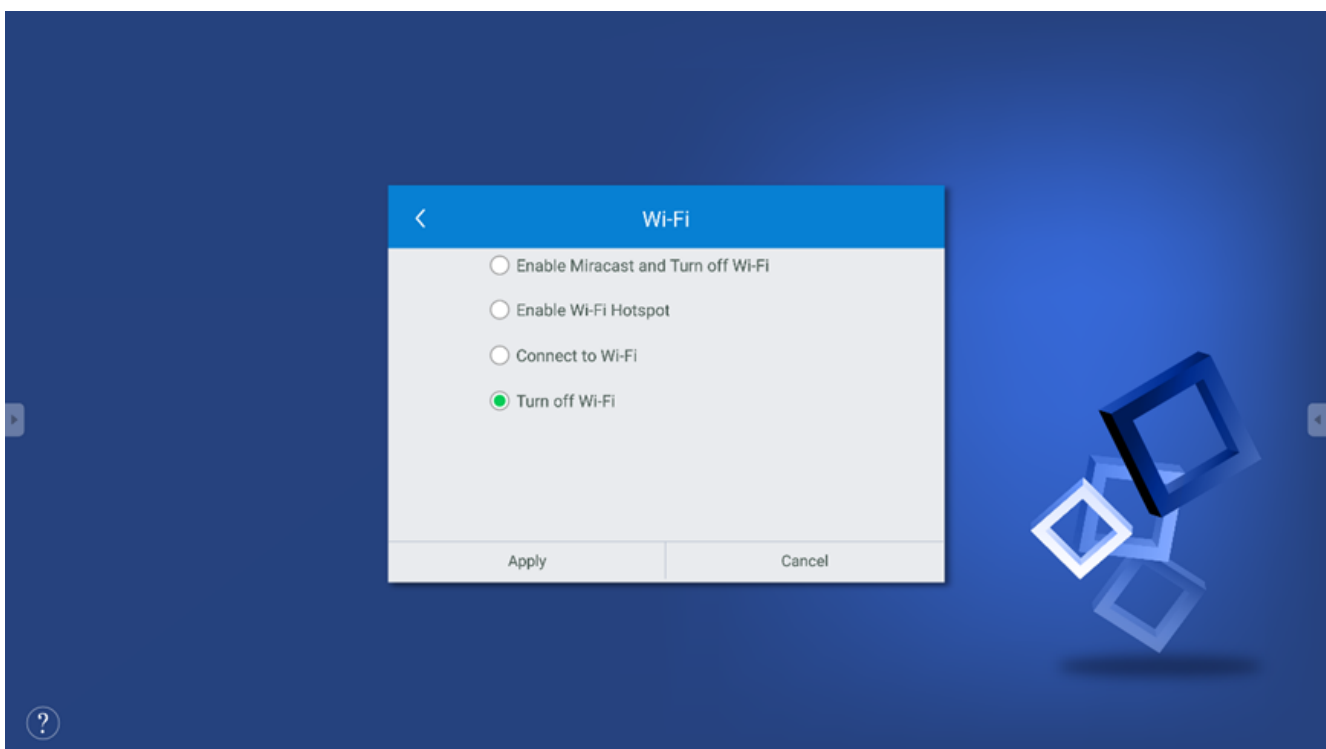 Wi-Fi
Enable Miracast and Turn off Wi-Fi
Enable Wi-Fi Hotspot
Connect to Wi-Fi
Turn off Wi-Fi
Apply Cancel
?